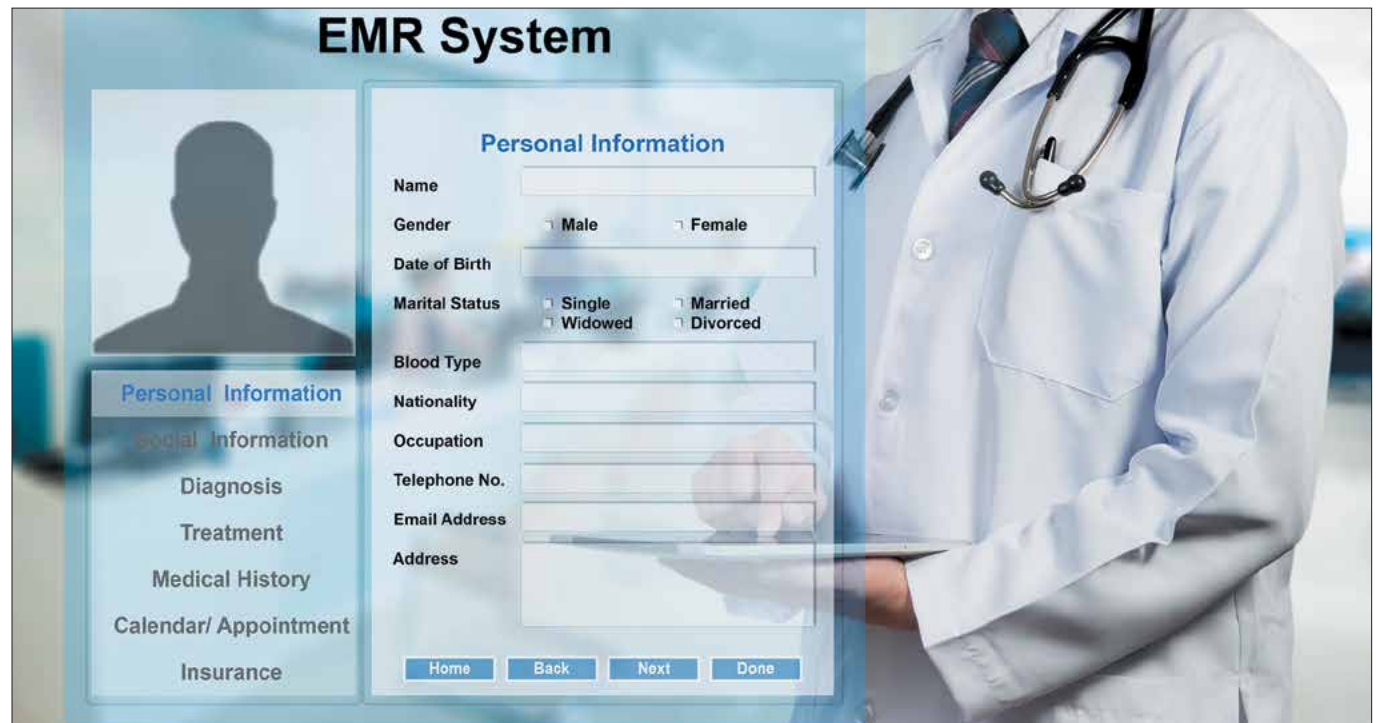 EMR System
Personal Information
Name
Gender Male Female
Date of Birth
Marital Status Single Married
Widowed Divorced
Blood Type
Nationality
Occupation
Telephone No.
Email Address
Address
Home Back Next Done
Personal Information
Social Information
Diagnosis
Treatment
Medical History
Calendar/ Appointment
Insurance